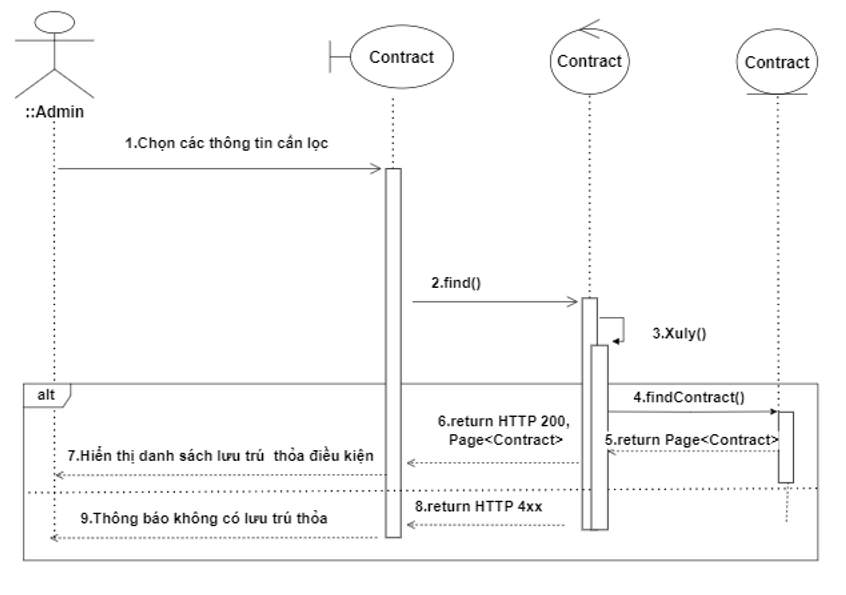 Contract
Contract
Contract
::Admin
1.Chọn các thông tin cần lọc
2.find()
3.Xuly()
alt
4.findContract()
6.return HTTP 200,
Page<Contract>
5.return Page<Contract>
7.Hiển thị danh sách lưu trú thỏa điều kiện
8.return HTTP 4xx
9.Thông báo không có lưu trú thỏa